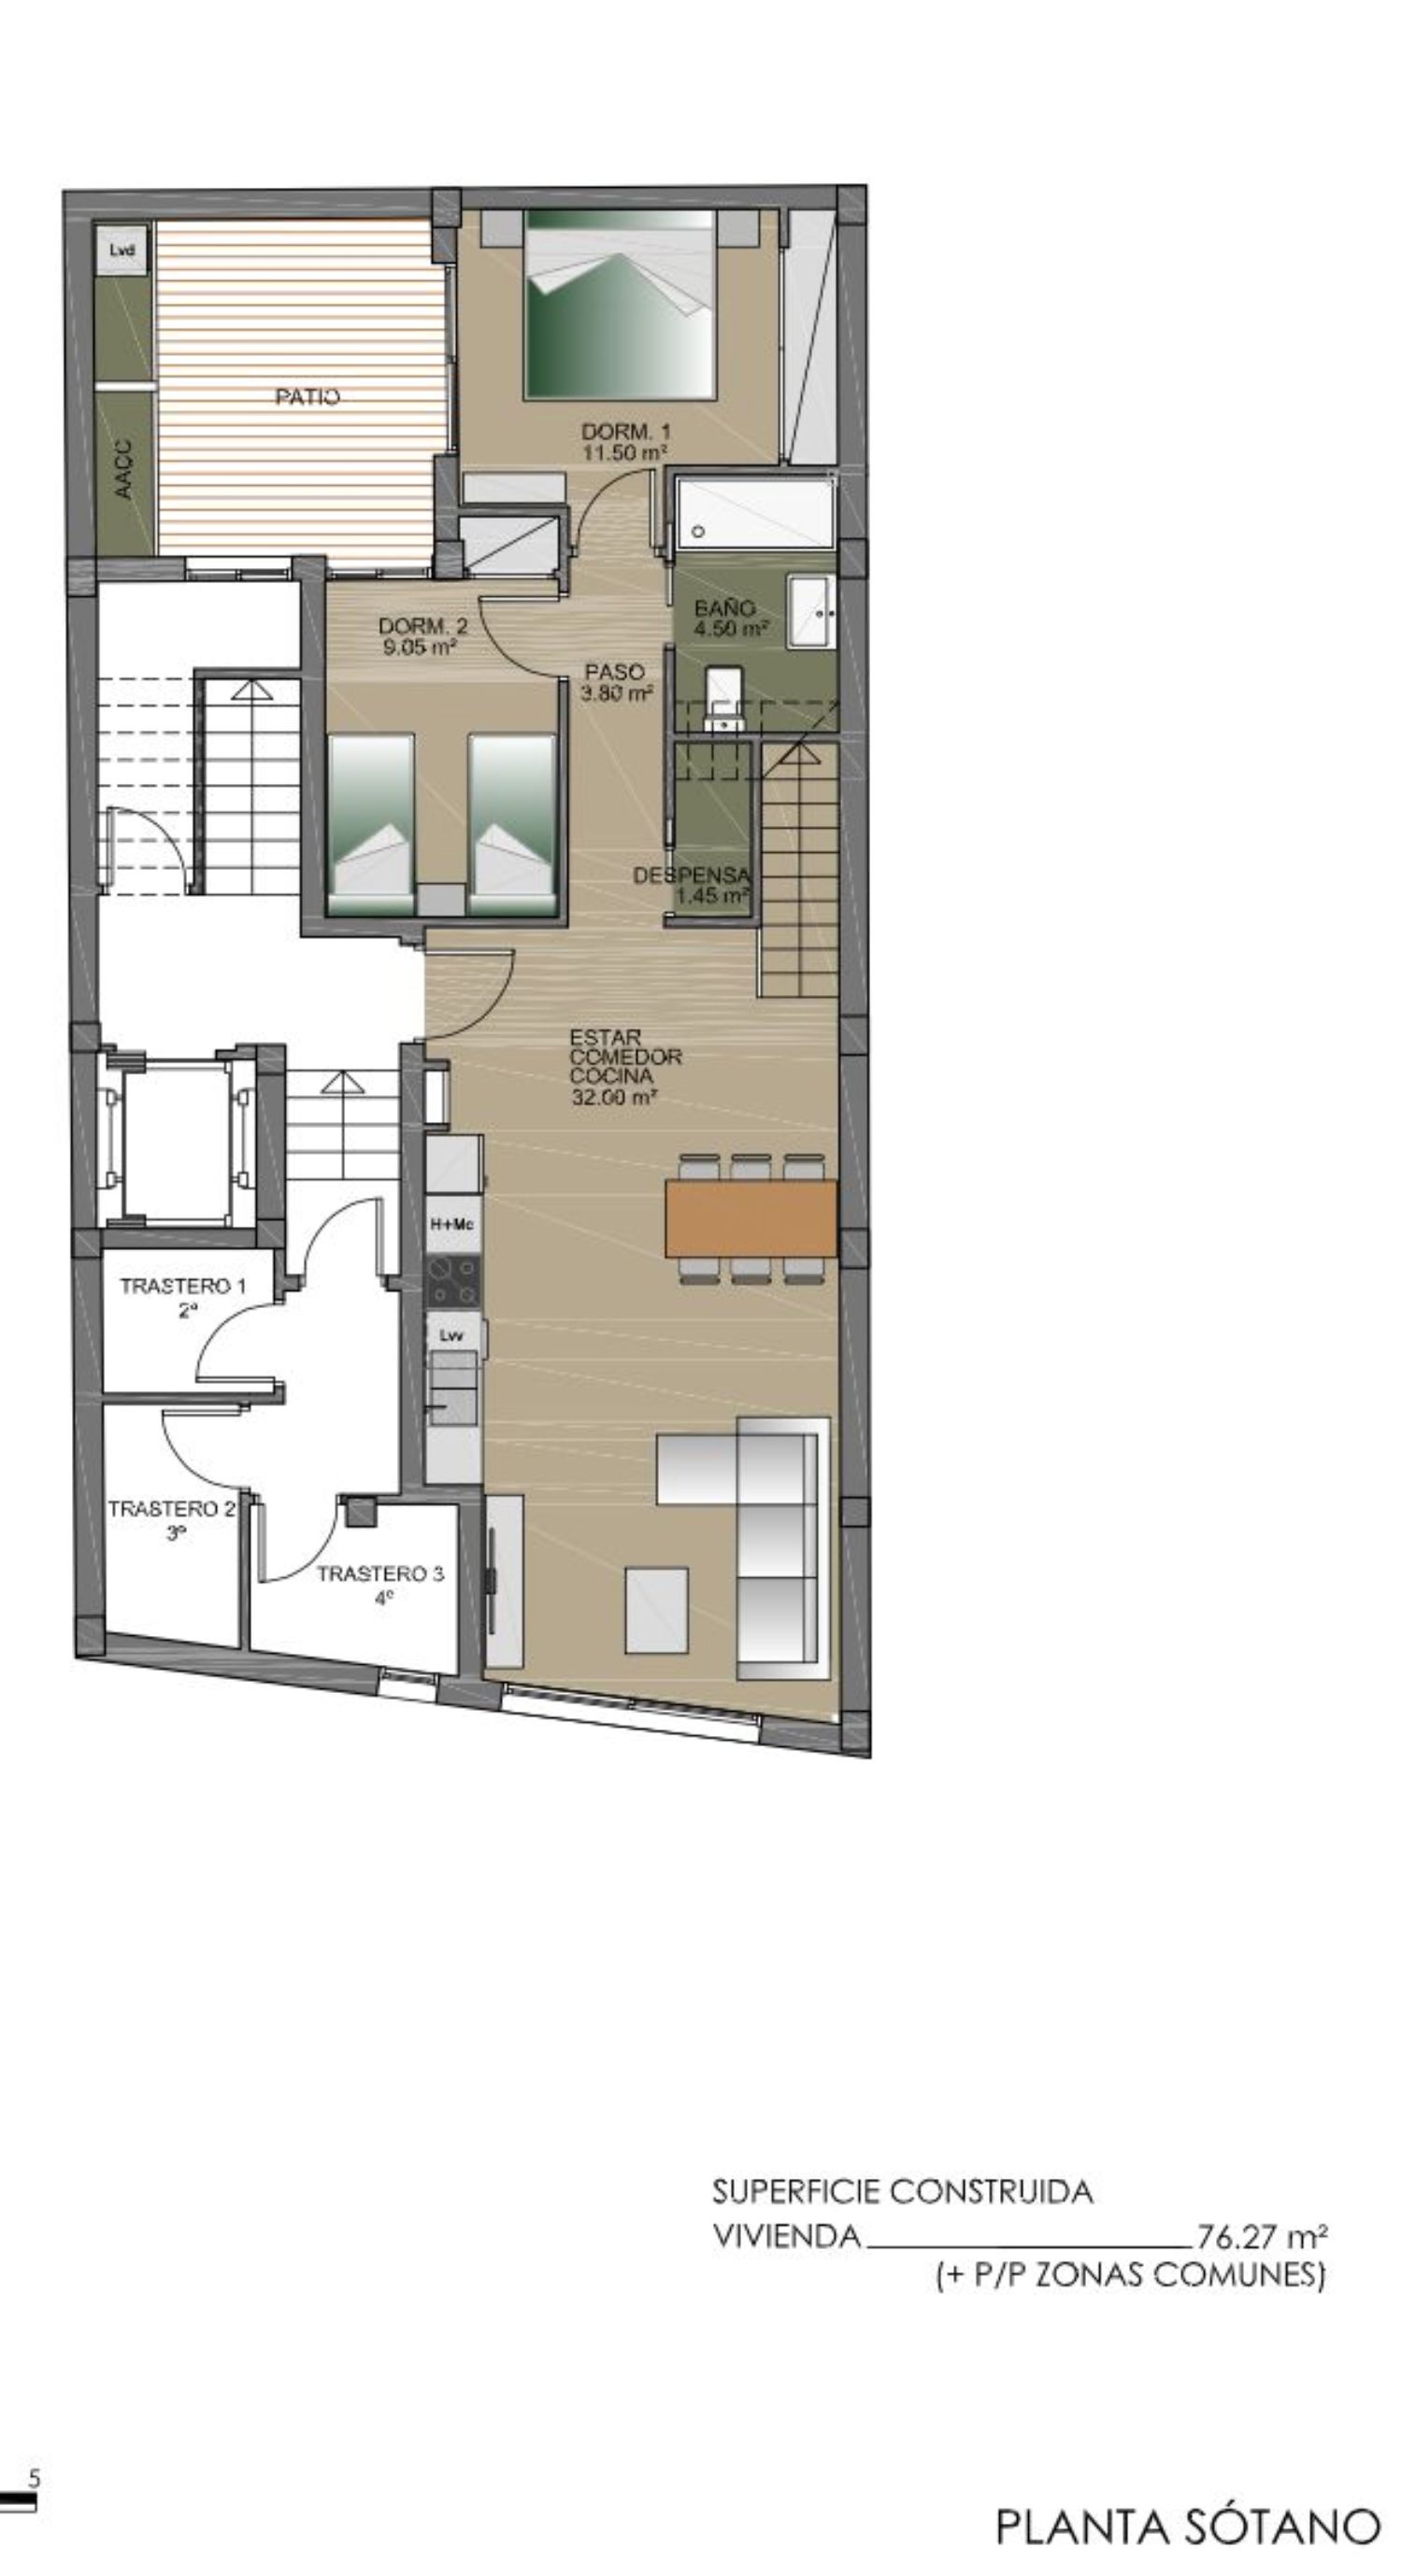 Lvd
PATIO
AACC
DORM. 1
11.50 m²
DORM. 2
9.05 m²
BAÑO
4.50 m²
PASO
3.80 m²
DESPENSA
1.45 m²
ESTAR
COMEDOR
COCINA
32.00 m²
H+Mc
Lvv
TRASTERO 1
2º
TRASTERO 2
3º
TRASTERO 3
4º
SUPERFICIE CONSTRUIDA
VIVIENDA 76.27 m²
(+ P/P ZONAS COMUNES)
5
PLANTA SÓTANO